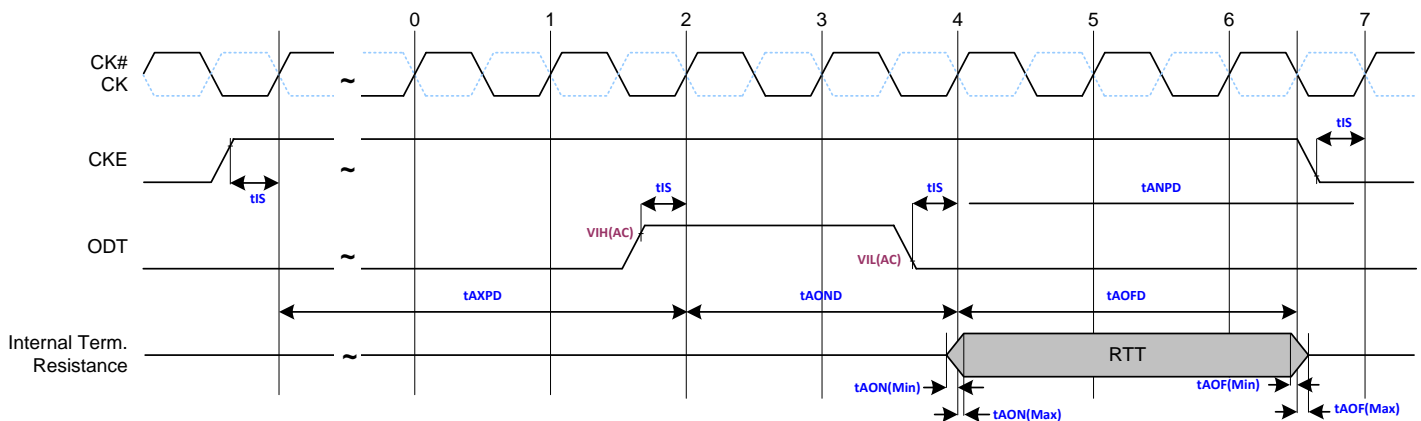 0 1 2 3 4 5 6 7
CK#
CK
~
tIS
CKE
~
tIS
tIS
tIS
tANPD
VIH(AC)
ODT
~
VIL(AC)
tAXPD
tAOND
tAOFD
Internal Term.
Resistance
~
RTT
tAON(Min)
tAOF(Min)
tAON(Max)
tAOF(Max)